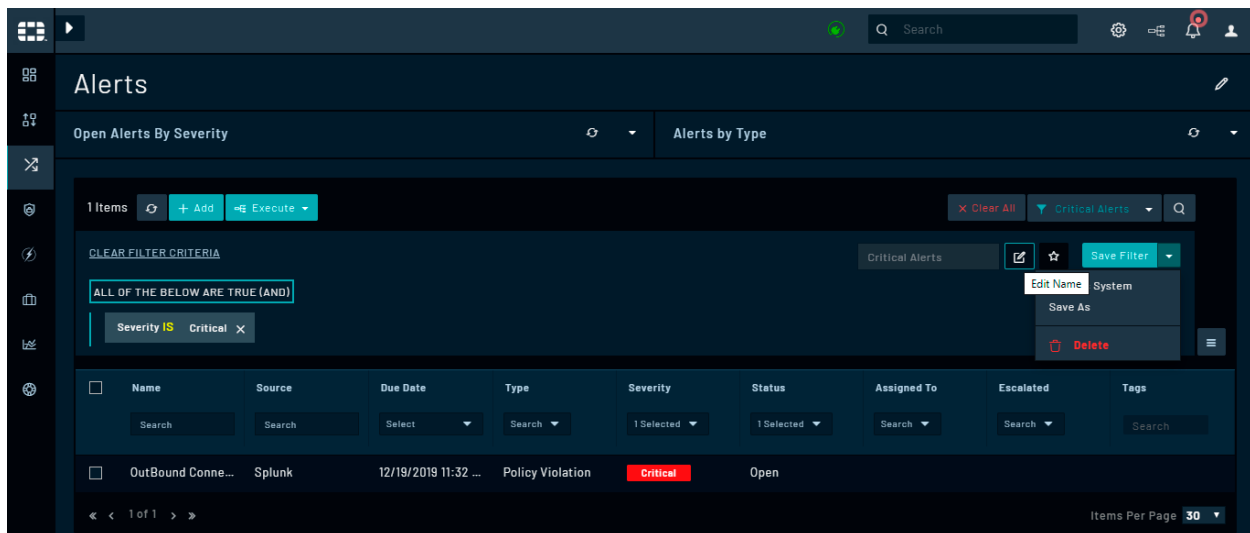 Search
Alerts
Open Alerts By Severity
Alerts by Type
1 Items
+ Add
Execute
× Clear All
Critical Alerts
CLEAR FILTER CRITERIA
Critical Alerts
Save Filter
Edit Name
System
ALL OF THE BELOW ARE TRUE (AND)
Save As
Severity IS Critical ×
Delete
Name Source Due Date Type Severity Status Assigned To Escalated Tags
Search Search Select Search 1 Selected 1 Selected Search Search Search
OutBound Conne... Splunk 12/19/2019 11:32 ... Policy Violation Critical Open
« < 1 of 1 > »
Items Per Page 30